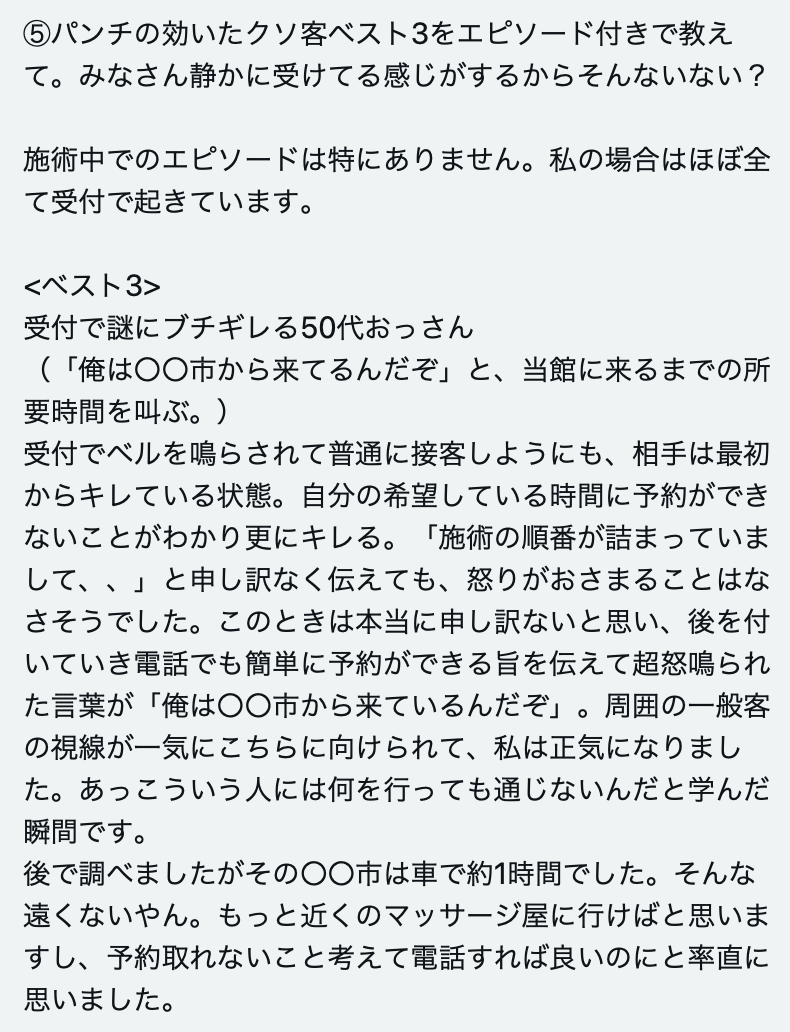 ⑤パンチの効いたクソ客ベスト3をエピソード付きで教え
て。みなさん静かに受けてる感じがするからそんないない？
施術中でのエピソードは特にありません。私の場合はほぼ全
て受付で起きています。
<ベスト3>
受付で謎にブチギレる50代おっさん
（「俺は〇〇市から来てるんだぞ」と、当館に来るまでの所
要時間を叫ぶ。）
受付でベルを鳴らされて普通に接客しようにも、相手は最初
からキレている状態。自分の希望している時間に予約ができ
ないことがわかり更にキレる。「施術の順番が詰まっていま
して、、」と申し訳なく伝えても、怒りがおさまることはな
さそうでした。このときは本当に申し訳ないと思い、後を付
いていき電話でも簡単に予約ができる旨を伝えて超怒鳴られ
た言葉が「俺は〇〇市から来ているんだぞ」。周囲の一般客
の視線が一気にこちらに向けられて、私は正気になりまし
た。あっこういう人には何を行っても通じないんだと学んだ
瞬間です。
後で調べましたがその〇〇市は車で約1時間でした。そんな
遠くないやん。もっと近くのマッサージ屋に行けばと思いま
すし、予約取れないこと考えて電話すれば良いのにと率直に
思いました。